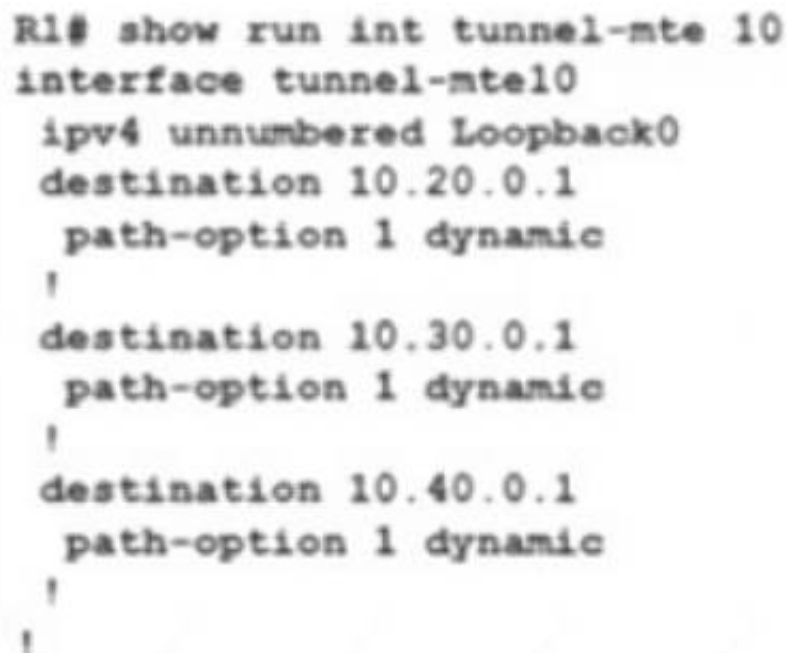 R1# show run int tunnel-mte 10
interface tunnel-mte10
ipv4 unnumbered Loopback0
destination 10.20.0.1
path-option 1 dynamic
!
destination 10.30.0.1
path-option 1 dynamic
!
destination 10.40.0.1
path-option 1 dynamic
!
!